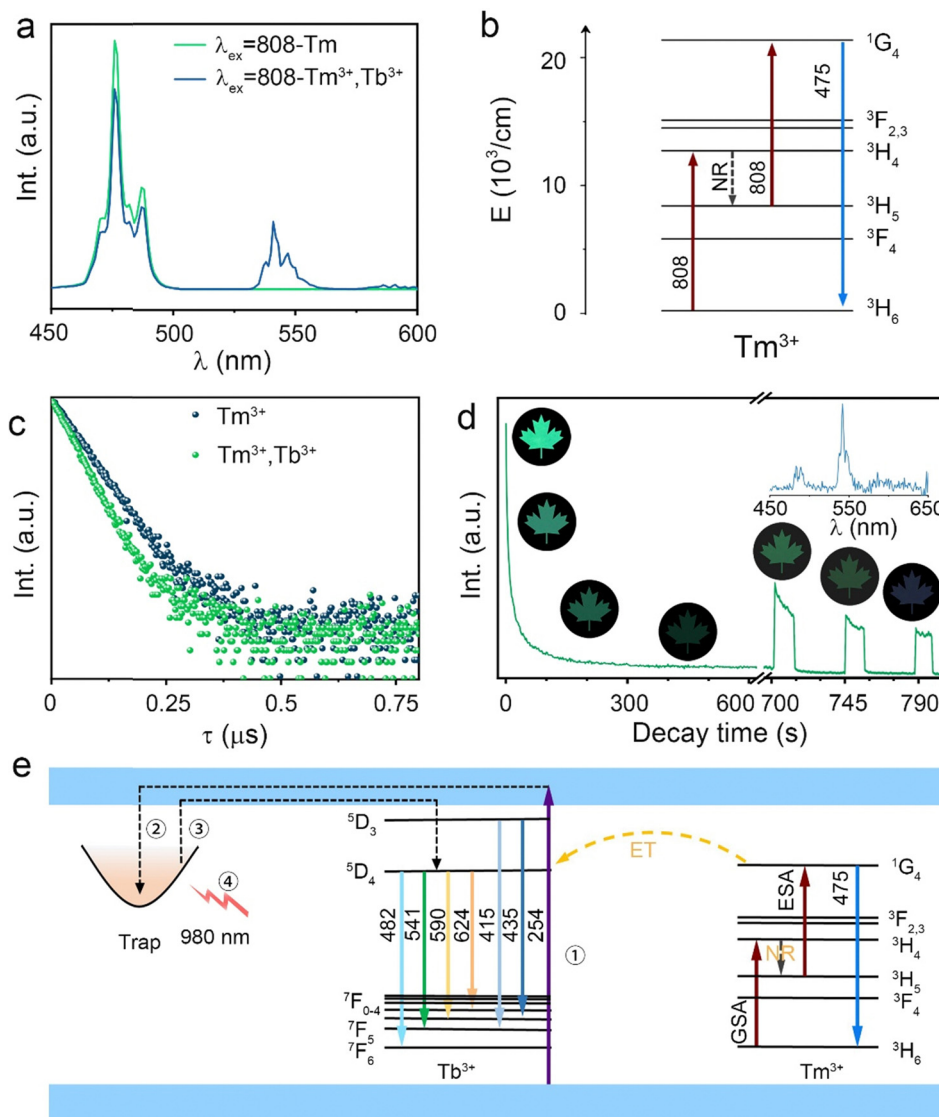 a
λex=808-Tm
λex=808-Tm³⁺,Tb³⁺
Int. (a.u.)
450 500 550 600
λ (nm)
b
E (10³/cm)
20
10
0
¹G₄
³F₂,₃
³H₄
³H₅
³F₄
³H₆
808
NR
808
475
Tm³⁺
c
Tm³⁺
Tm³⁺,Tb³⁺
Int. (a.u.)
0 0.25 0.5 0.75
τ (μs)
d
Int. (a.u.)
450 550 650
λ (nm)
0 300 600 700 745 790
Decay time (s)
e
② ③
④
Trap
980 nm
⁵D₃
⁵D₄
482
541
590
624
415
435
254
①
⁷F₀₋₄
⁷F₅
⁷F₆
Tb³⁺
ET
¹G₄
³F₂,₃
³H₄
³H₅
³F₄
³H₆
GSA
NR
ESA
475
Tm³⁺